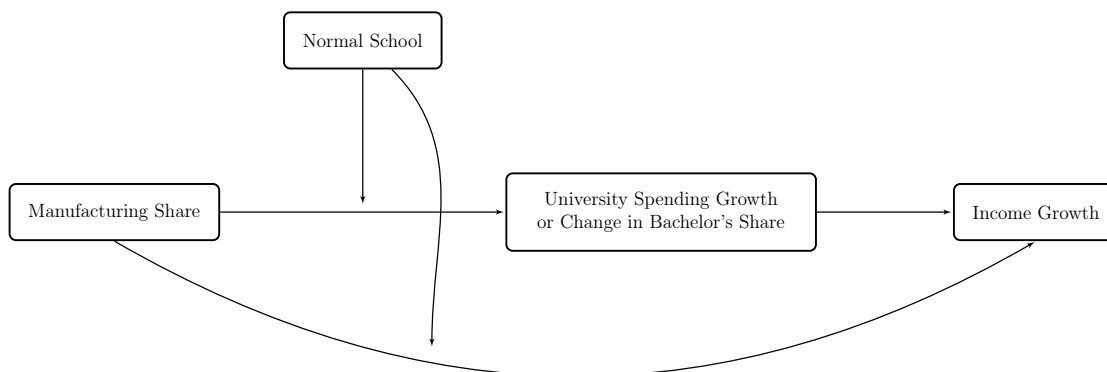 Normal School
Manufacturing Share
University Spending Growth
or Change in Bachelor's Share
Income Growth